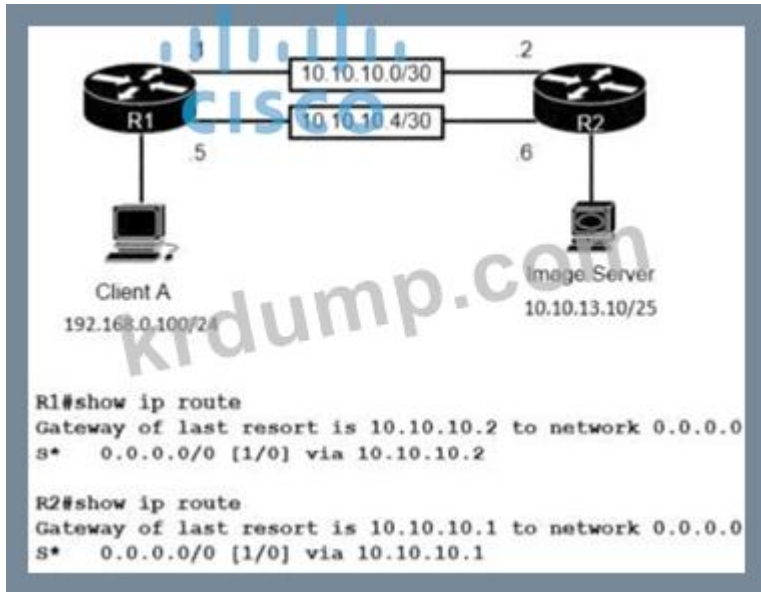 .1
.2
10.10.10.0/30
CISCO
R1
R2
10.10.10.4/30
.5
.6
Client A
192.168.0.100/24
Image Server
10.10.13.10/25
krdump.com
R1#show ip route
Gateway of last resort is 10.10.10.2 to network 0.0.0.0
S* 0.0.0.0/0 [1/0] via 10.10.10.2
R2#show ip route
Gateway of last resort is 10.10.10.1 to network 0.0.0.0
S* 0.0.0.0/0 [1/0] via 10.10.10.1